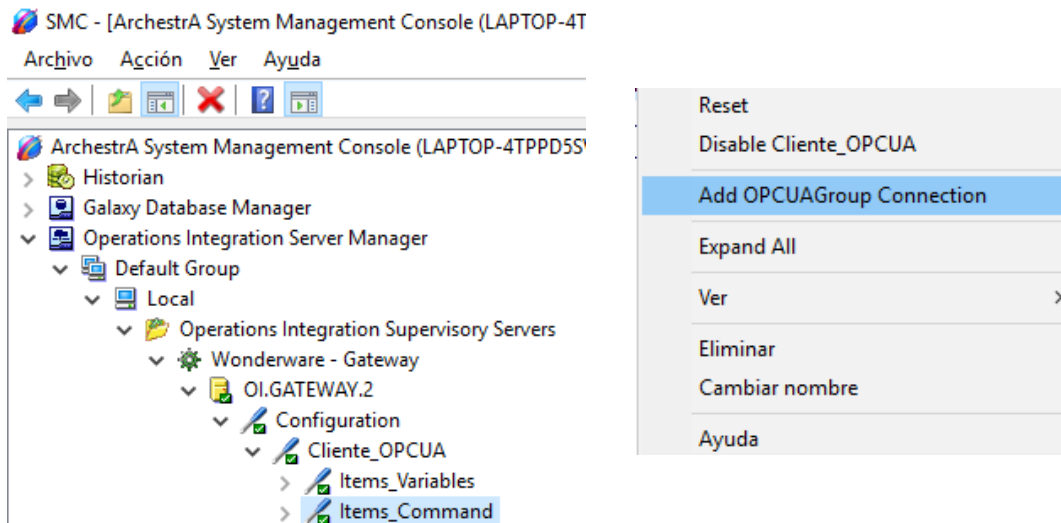 SMC - [ArchestrA System Management Console (LAPTOP-4T
Archivo Acción Ver Ayuda
ArchestrA System Management Console (LAPTOP-4TPPD5S
Historian
Galaxy Database Manager
Operations Integration Server Manager
Default Group
Local
Operations Integration Supervisory Servers
Wonderware - Gateway
OI.GATEWAY.2
Configuration
Cliente_OPCUA
Items_Variables
Items_Command
Reset
Disable Cliente_OPCUA
Add OPCUAGroup Connection
Expand All
Ver
Eliminar
Cambiar nombre
Ayuda